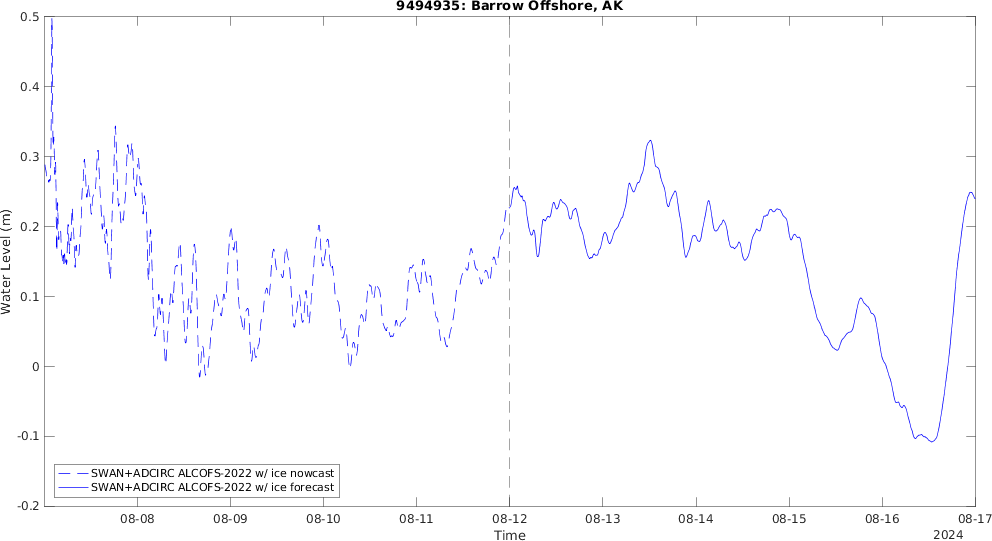 9494935: Barrow Offshore, AK
0.5
0.4
0.3
0.2
0.1
0
-0.1
-0.2
Water Level (m)
SWAN+ADCIRC ALCOFS-2022 w/ ice nowcast
SWAN+ADCIRC ALCOFS-2022 w/ ice forecast
08-08 08-09 08-10 08-11 08-12 08-13 08-14 08-15 08-16 08-17
Time
2024